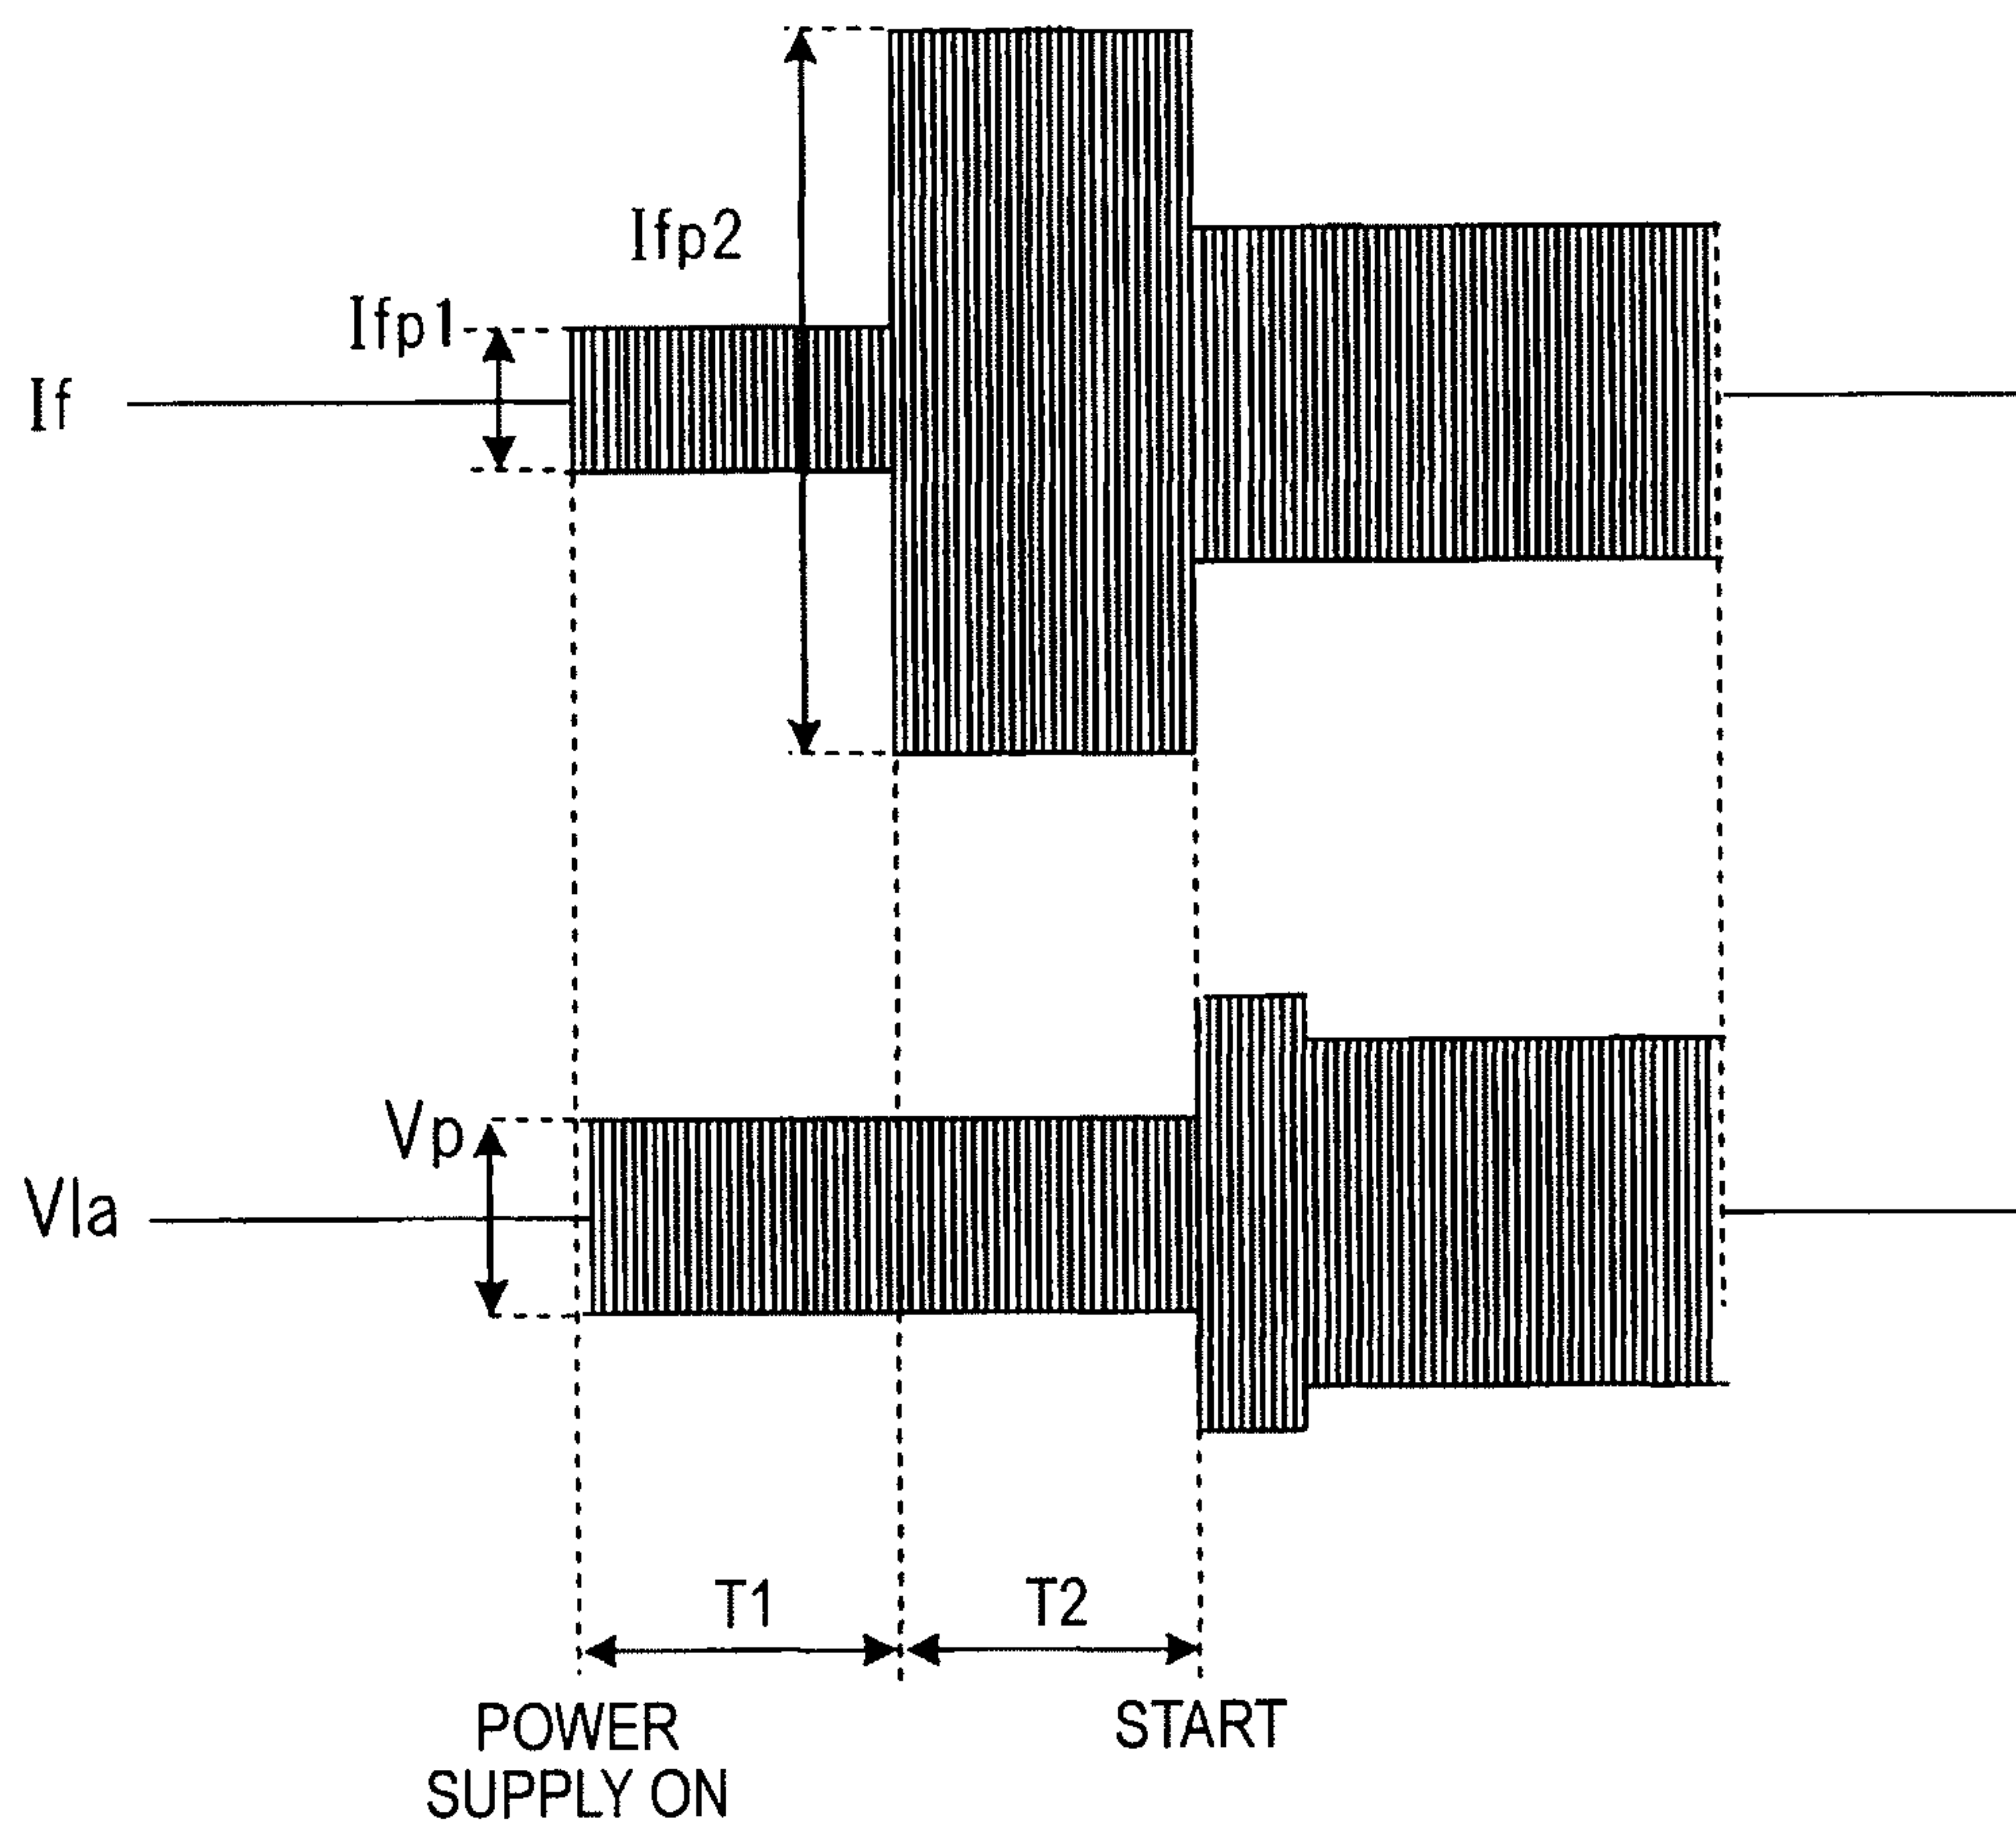 Ifp2
Ifp1
If
Vp
Vla
T1
T2
POWER
SUPPLY ON
START